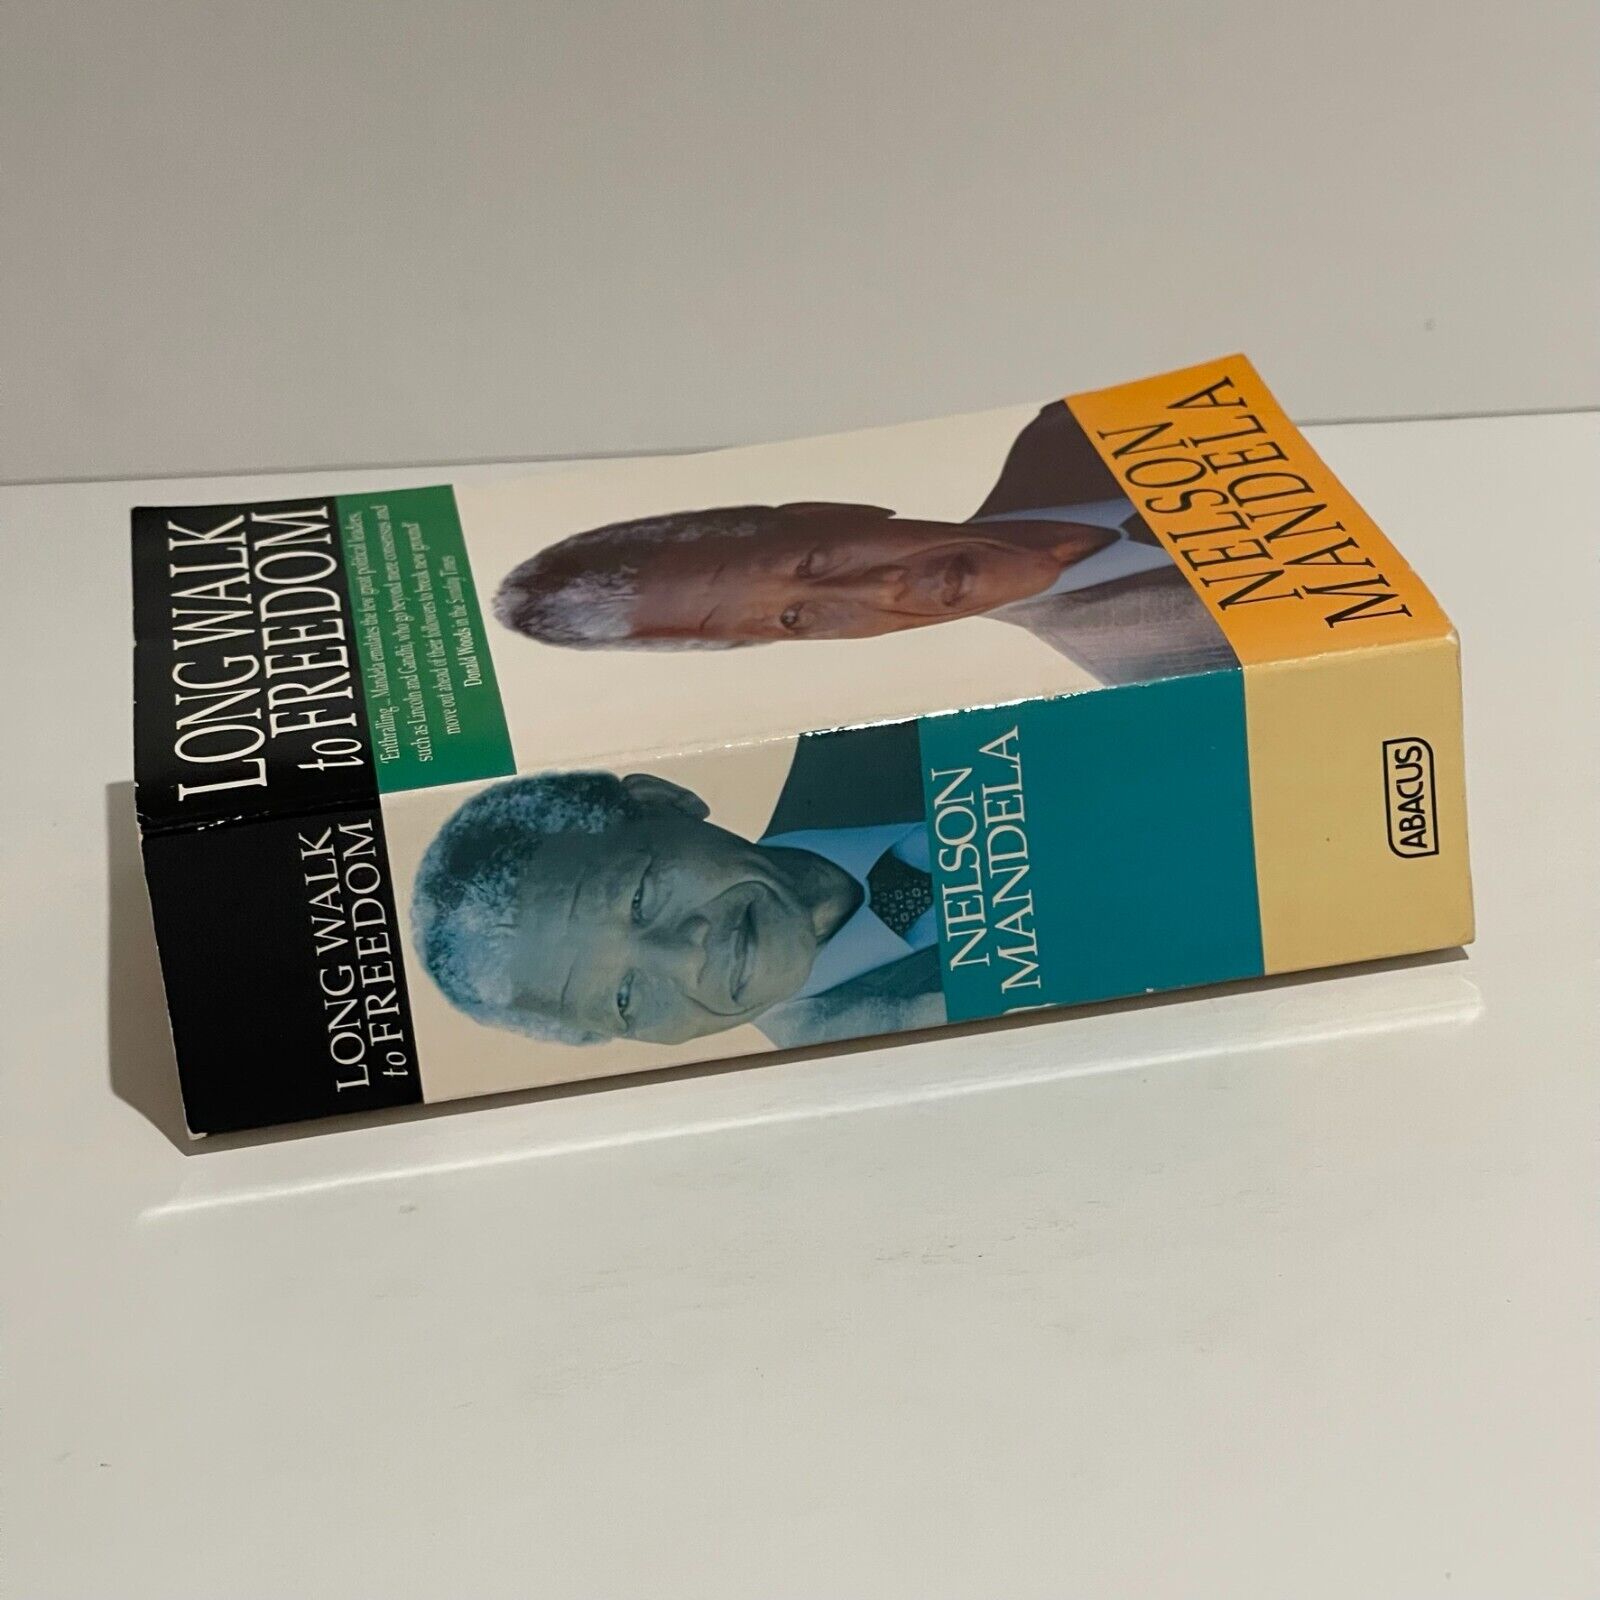 LONG WALK
to FREEDOM
'Enthralling – Mandela emulates the few great political leaders,
such as Lincoln and Gandhi, who go beyond mere consensus and
move out ahead of their followers to break new ground'
Donald Woods in the Sunday Times
NELSON
MANDELA
LONG WALK
to FREEDOM
NELSON
MANDELA
ABACUS